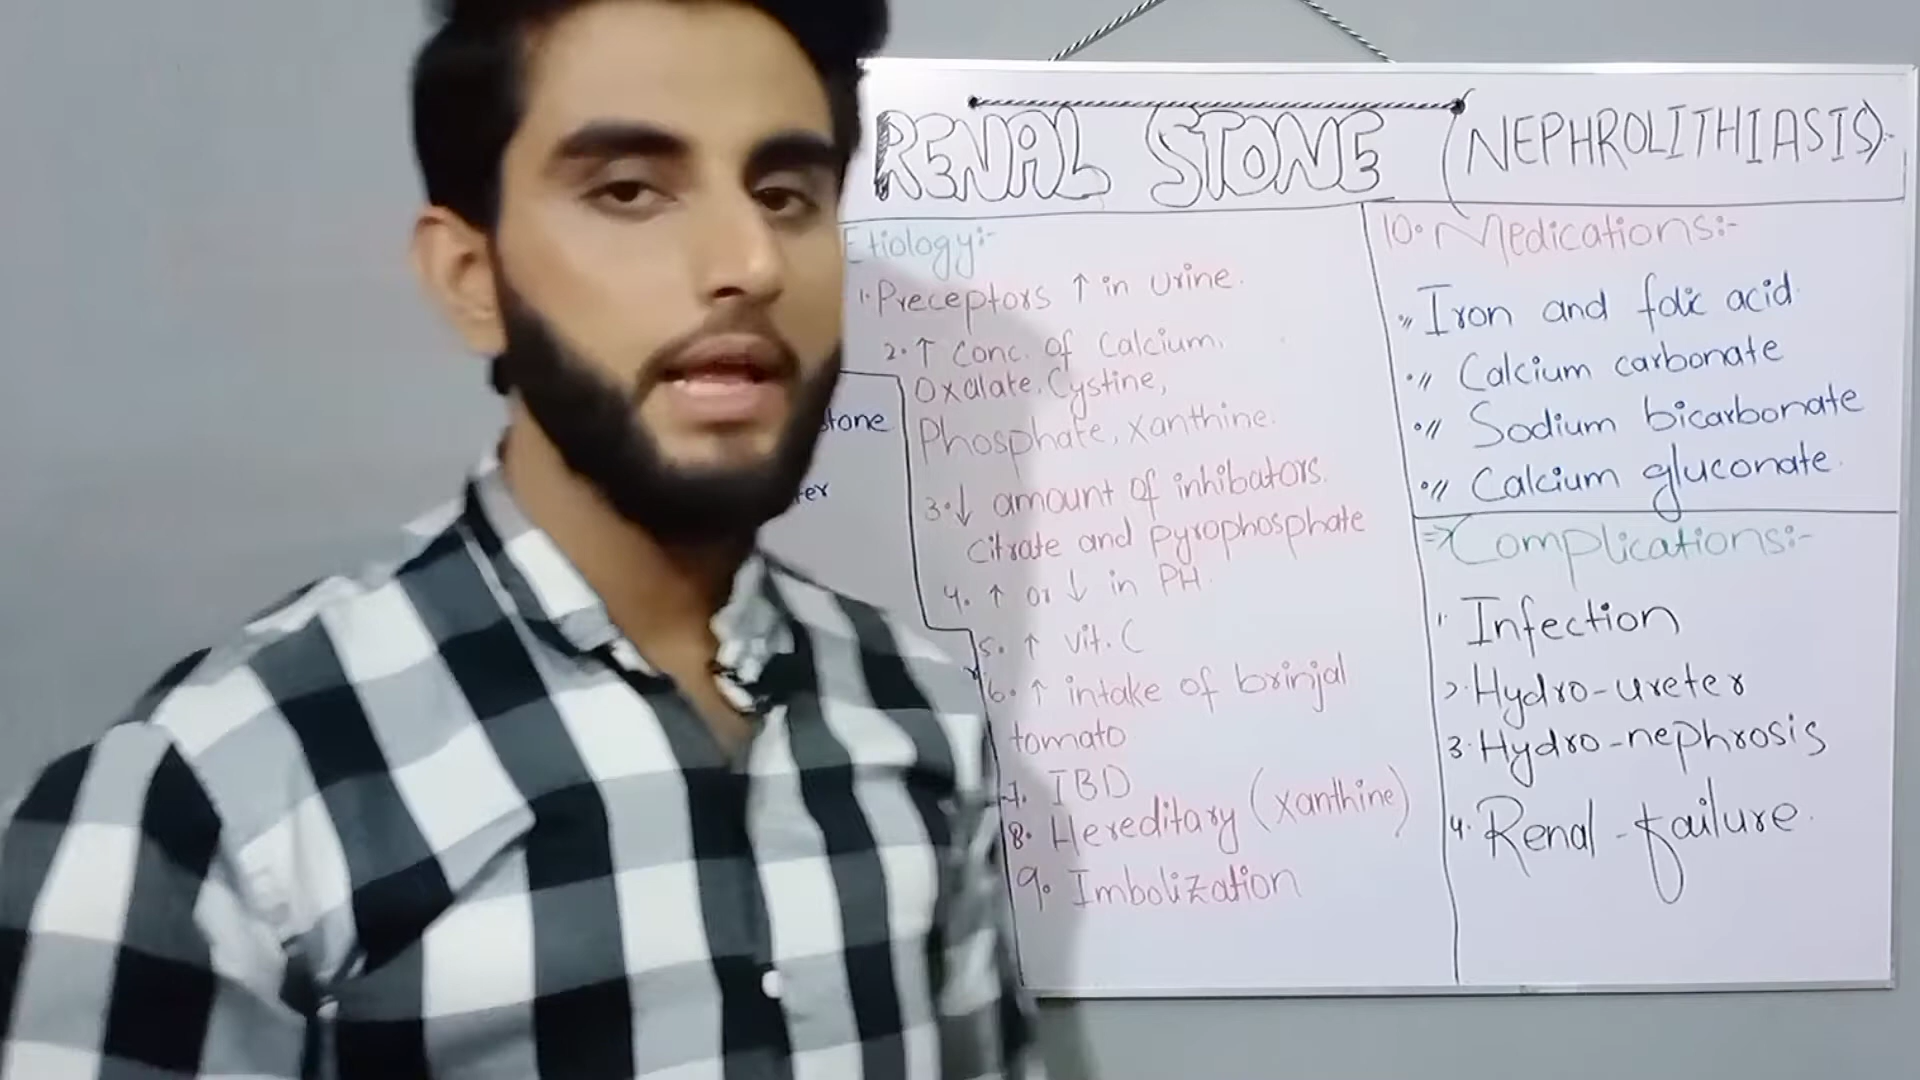 RENAL STONE (NEPHROLITHIASIS):-
Etiology:-
1. Preceptors ↑ in urine.
2. ↑ Conc. of Calcium,
Oxalate, Cystine,
Phosphate, Xanthine.
3. ↓ amount of inhibators.
Citrate and pyrophosphate
4. ↑ or ↓ in PH.
5. ↑ vit. C
6. ↑ intake of brinjal
tomato
7. IBD
8. Hereditary (Xanthine)
9. Imbolization
10. Medications:-
Iron and folic acid
Calcium carbonate
Sodium bicarbonate
Calcium gluconate.
⇒ Complications:-
1. Infection
2. Hydro-ureter
3. Hydro-nephrosis
4. Renal-failure.